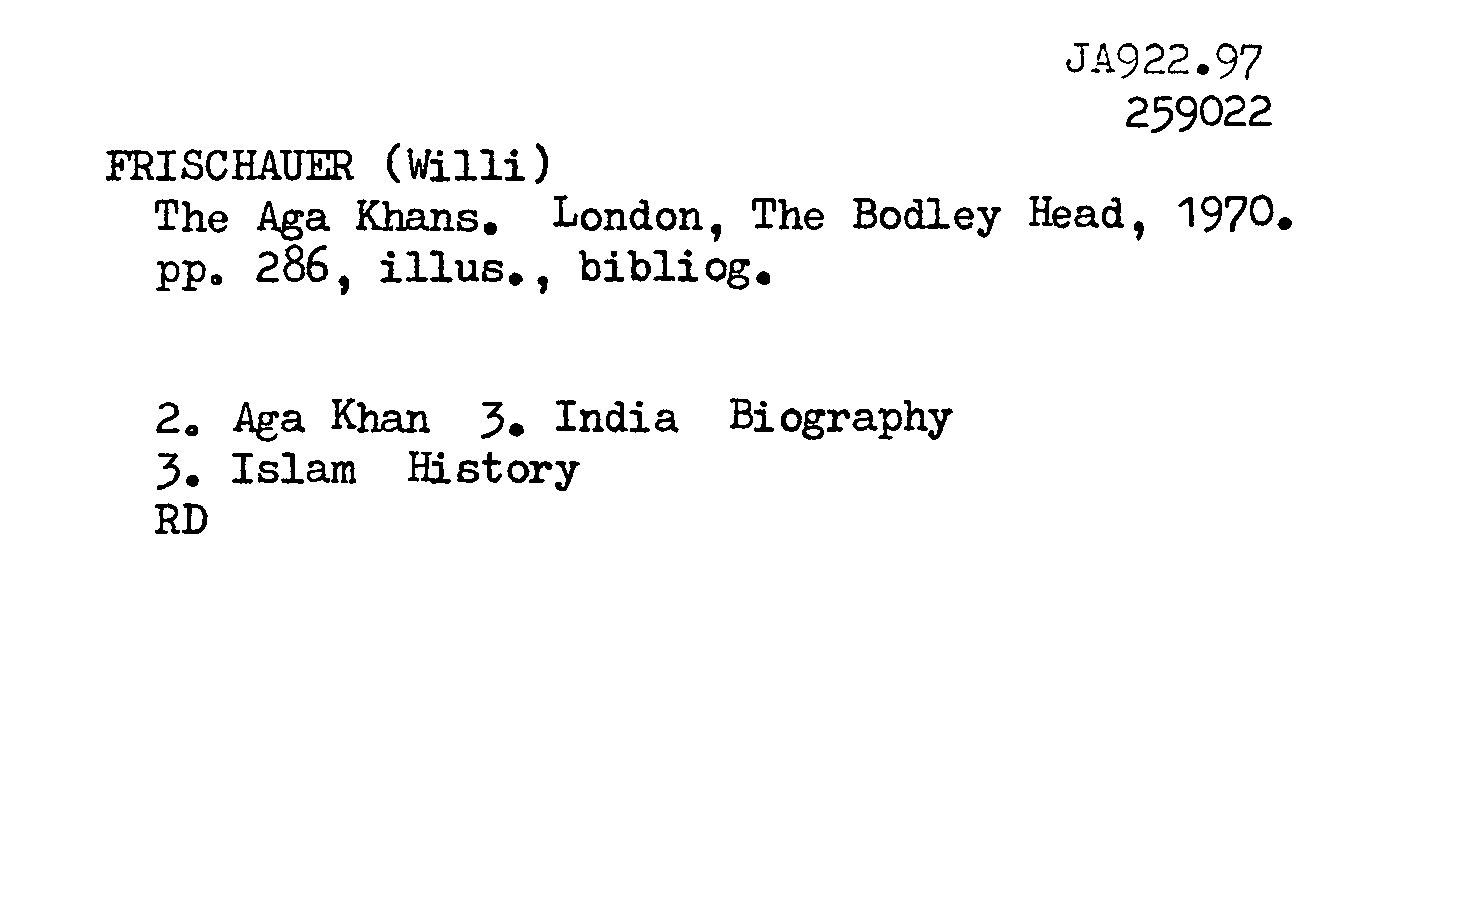 JA922.97
259022
FRISCHAUER (Willi)
The Aga Khans. London, The Bodley Head, 1970.
pp. 286, illus., bibliog.
2. Aga Khan 3. India Biography
3. Islam History
RD